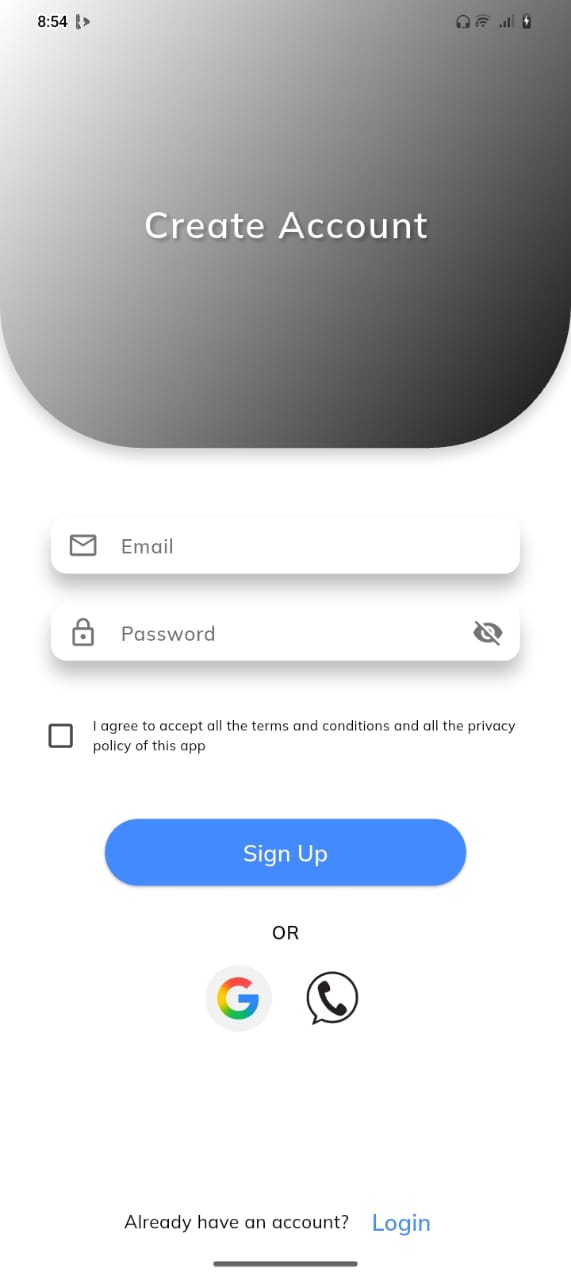 8:54
Create Account
Email
Password
I agree to accept all the terms and conditions and all the privacy
policy of this app
Sign Up
OR
G
Already have an account? Login